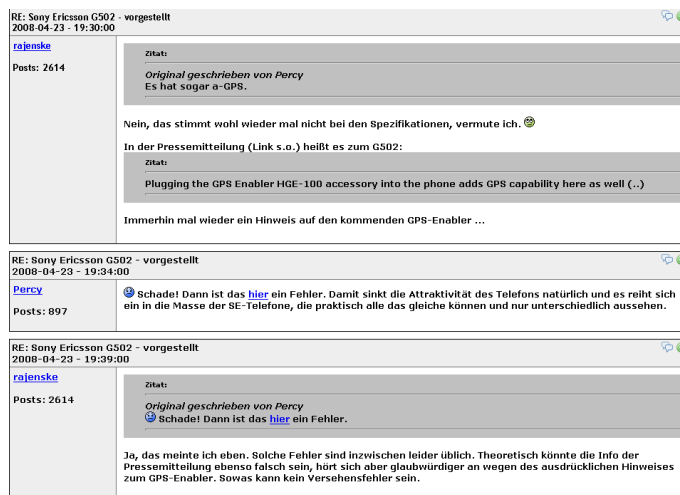 RE: Sony Ericsson G502 - vorgestellt
2008-04-23 - 19:30:00
rajenske
Posts: 2614
Zitat:
Original geschrieben von Percy
Es hat sogar a-GPS.
Nein, das stimmt wohl wieder mal nicht bei den Spezifikationen, vermute ich.
In der Pressemitteilung (Link s.o.) heißt es zum G502:
Zitat:
Plugging the GPS Enabler HGE-100 accessory into the phone adds GPS capability here as well (..)
Immerhin mal wieder ein Hinweis auf den kommenden GPS-Enabler ...
RE: Sony Ericsson G502 - vorgestellt
2008-04-23 - 19:34:00
Percy
Posts: 897
Schade! Dann ist das hier ein Fehler. Damit sinkt die Attraktivität des Telefons natürlich und es reiht sich
ein in die Masse der SE-Telefone, die praktisch alle das gleiche können und nur unterschiedlich aussehen.
RE: Sony Ericsson G502 - vorgestellt
2008-04-23 - 19:39:00
rajenske
Posts: 2614
Zitat:
Original geschrieben von Percy
Schade! Dann ist das hier ein Fehler.
Ja, das meinte ich eben. Solche Fehler sind inzwischen leider üblich. Theoretisch könnte die Info der
Pressemitteilung ebenso falsch sein, hört sich aber glaubwürdiger an wegen des ausdrücklichen Hinweises
zum GPS-Enabler. Sowas kann kein Versehensfehler sein.